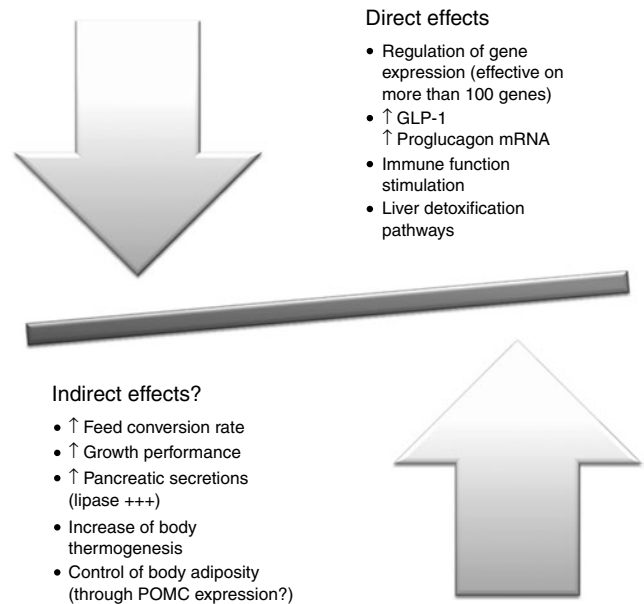 Direct effects
• Regulation of gene
expression (effective on
more than 100 genes)
• ↑ GLP-1
↑ Proglucagon mRNA
• Immune function
stimulation
• Liver detoxification
pathways
Indirect effects?
• ↑ Feed conversion rate
• ↑ Growth performance
• ↑ Pancreatic secretions
(lipase +++)
• Increase of body
thermogenesis
• Control of body adiposity
(through POMC expression?)